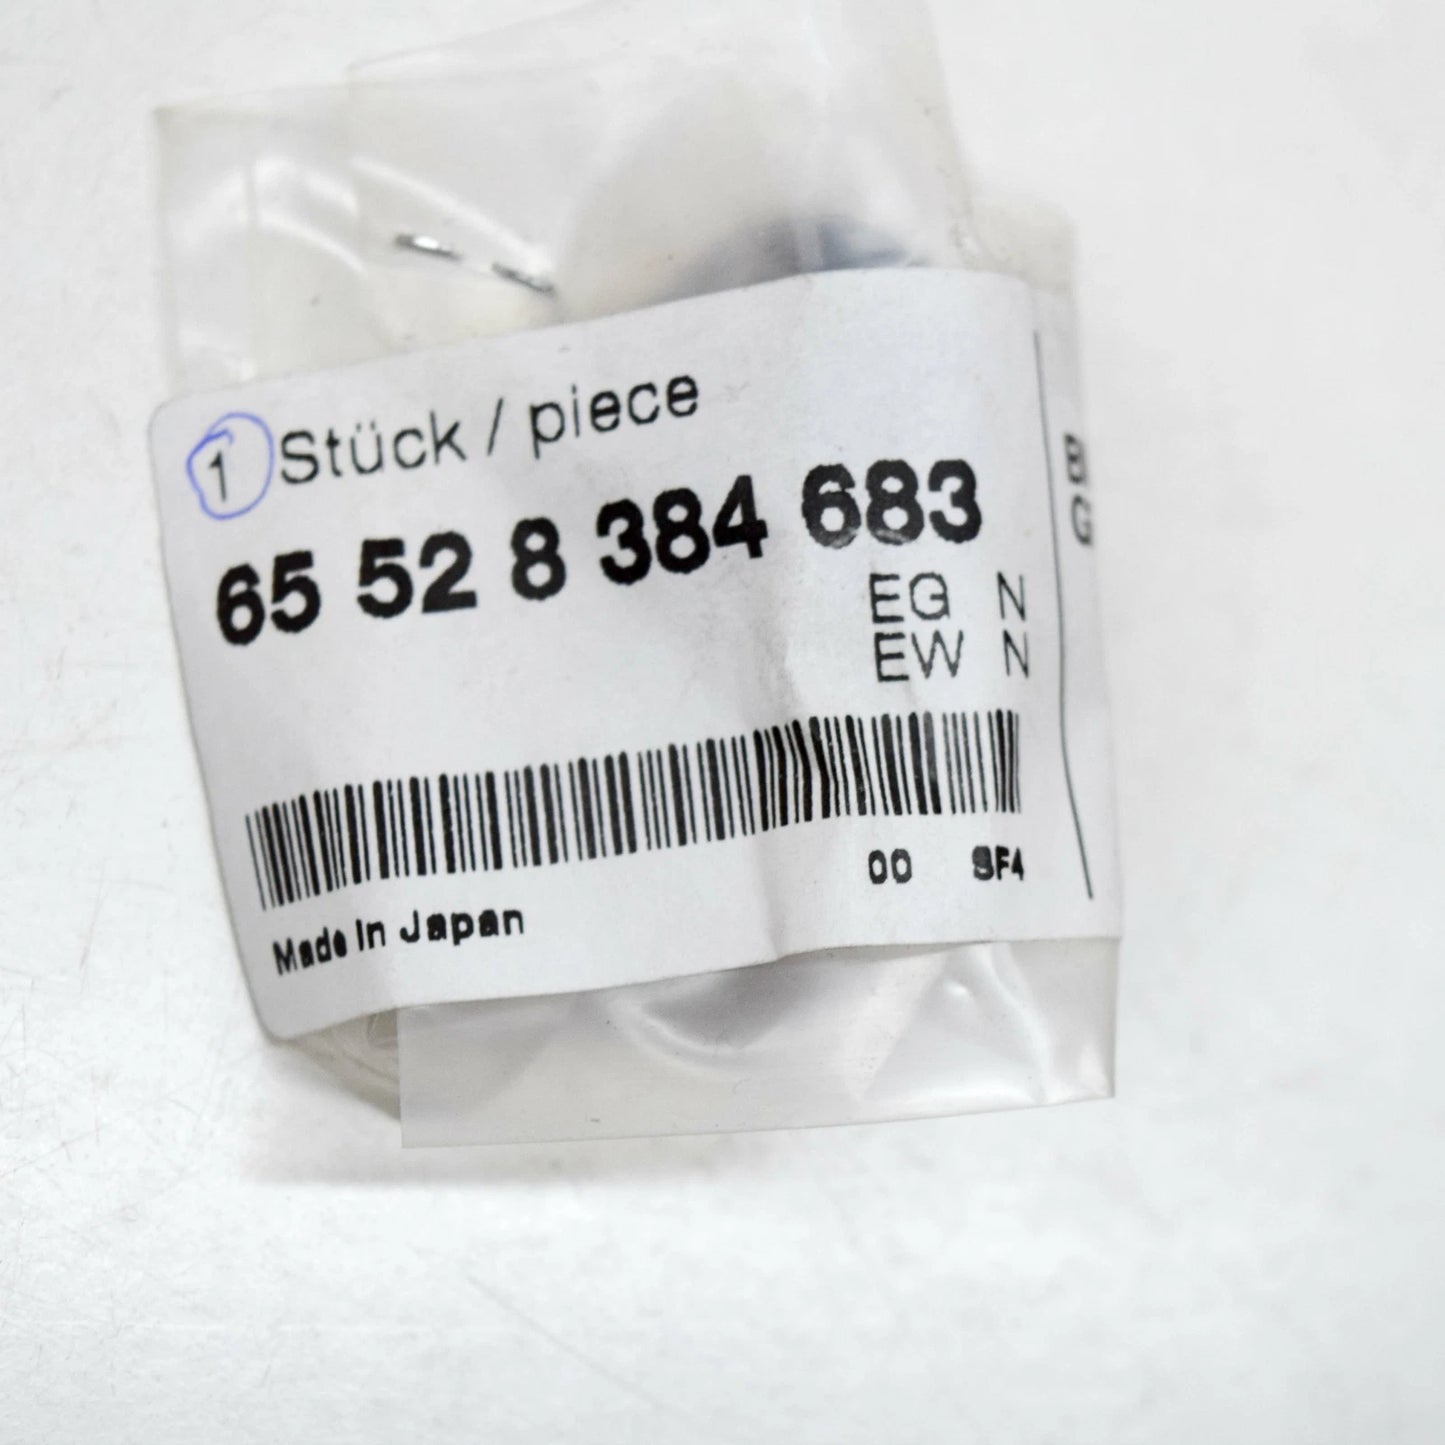 1 Stück / piece
65 52 8 384 683
EG N
EW N
00 SF4
Made in Japan
B
G